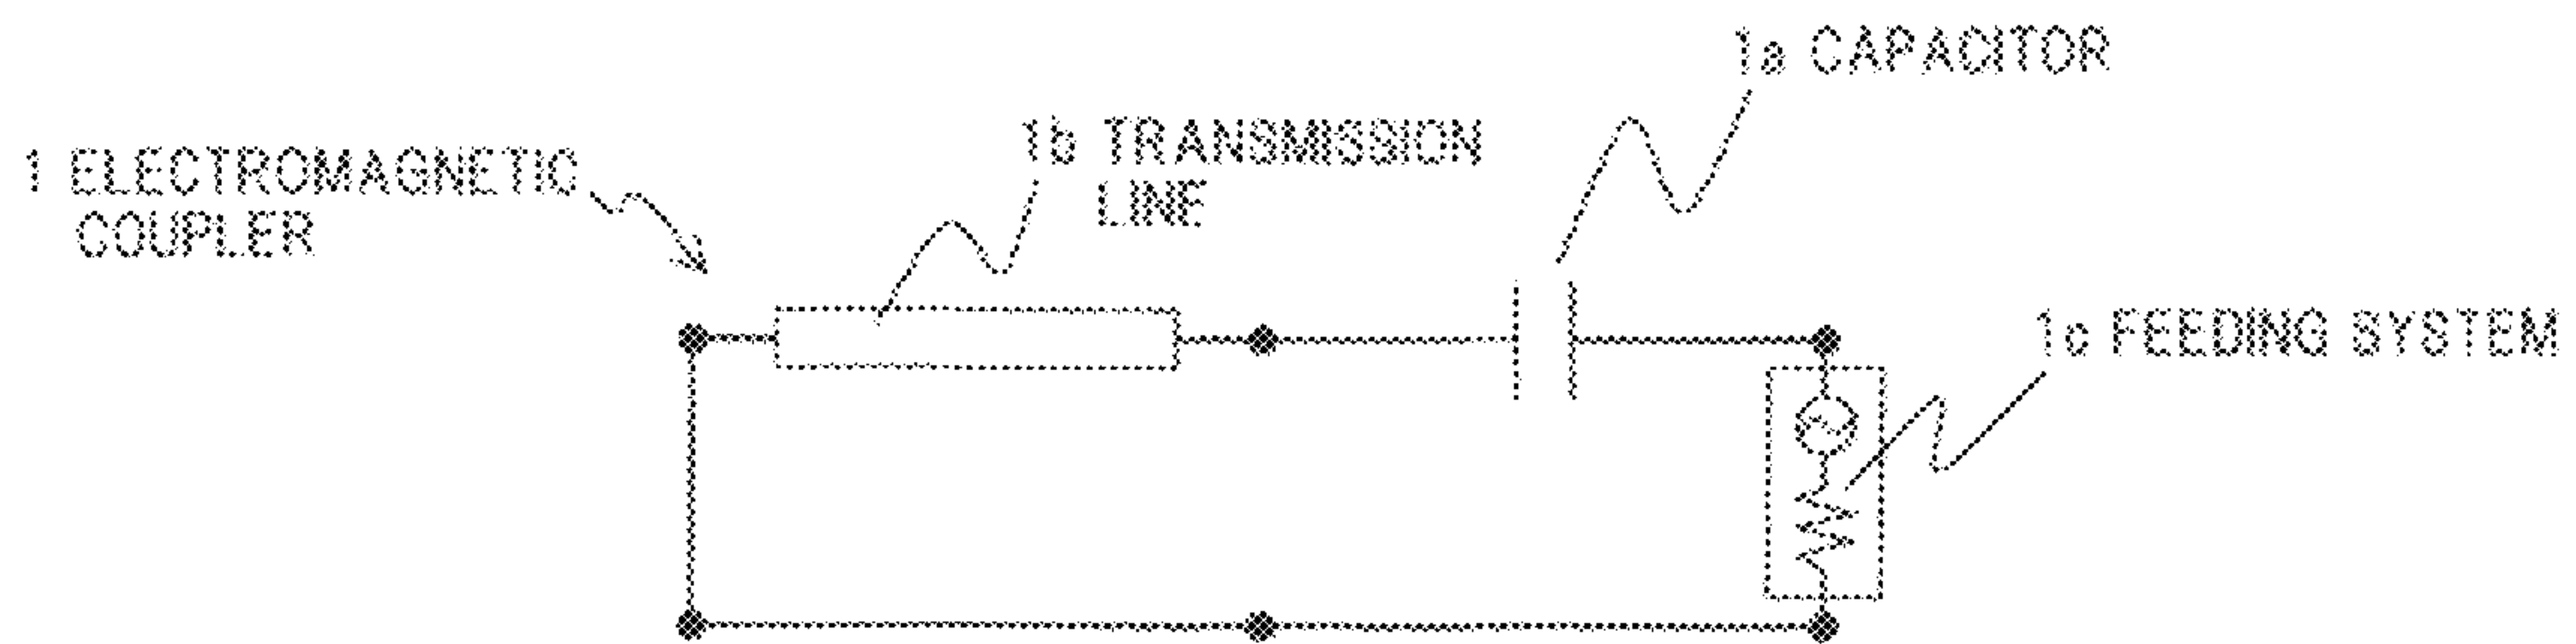 1a CAPACITOR
1b TRANSMISSION
LINE
1 ELECTROMAGNETIC
COUPLER
1c FEEDING SYSTEM